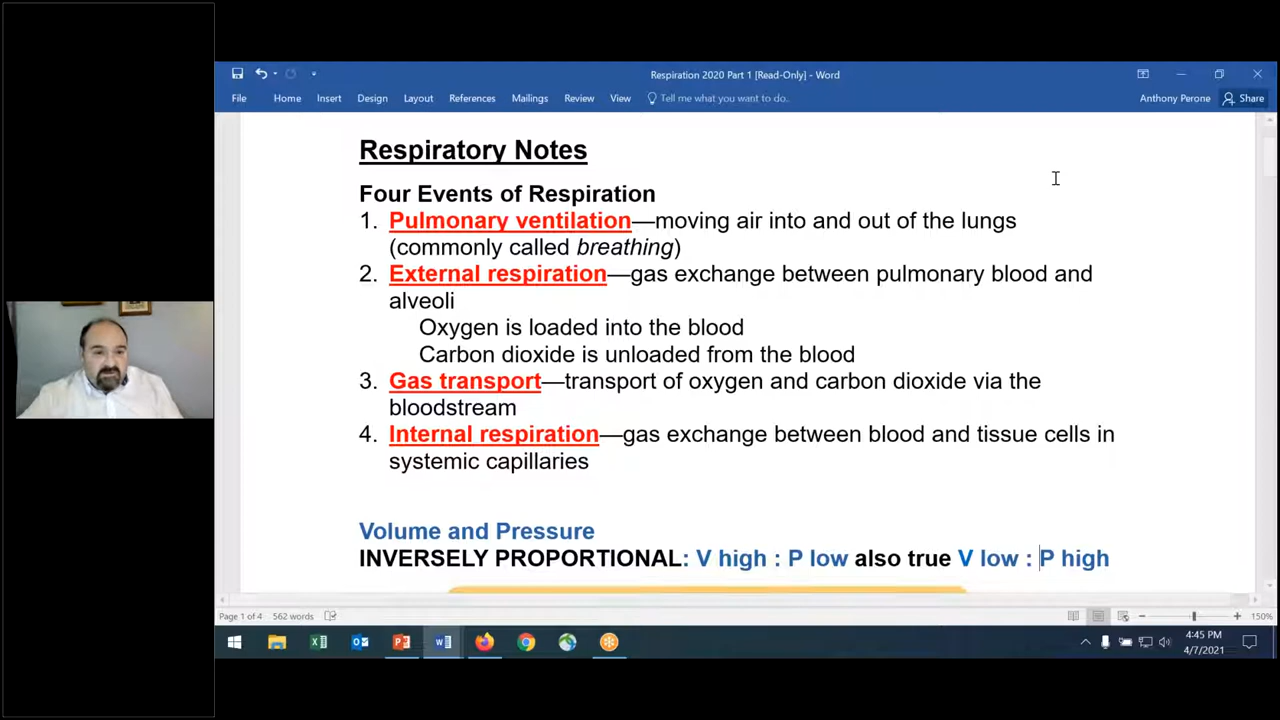 Respiration 2020 Part 1 [Read-Only] - Word
File Home Insert Design Layout References Mailings Review View Tell me what you want to do.. Anthony Perone Share
Respiratory Notes
Four Events of Respiration
1. Pulmonary ventilation—moving air into and out of the lungs
(commonly called breathing)
2. External respiration—gas exchange between pulmonary blood and
alveoli
Oxygen is loaded into the blood
Carbon dioxide is unloaded from the blood
3. Gas transport—transport of oxygen and carbon dioxide via the
bloodstream
4. Internal respiration—gas exchange between blood and tissue cells in
systemic capillaries
Volume and Pressure
INVERSELY PROPORTIONAL: V high : P low also true V low : P high
Page 1 of 4 562 words 150%
4:45 PM
4/7/2021